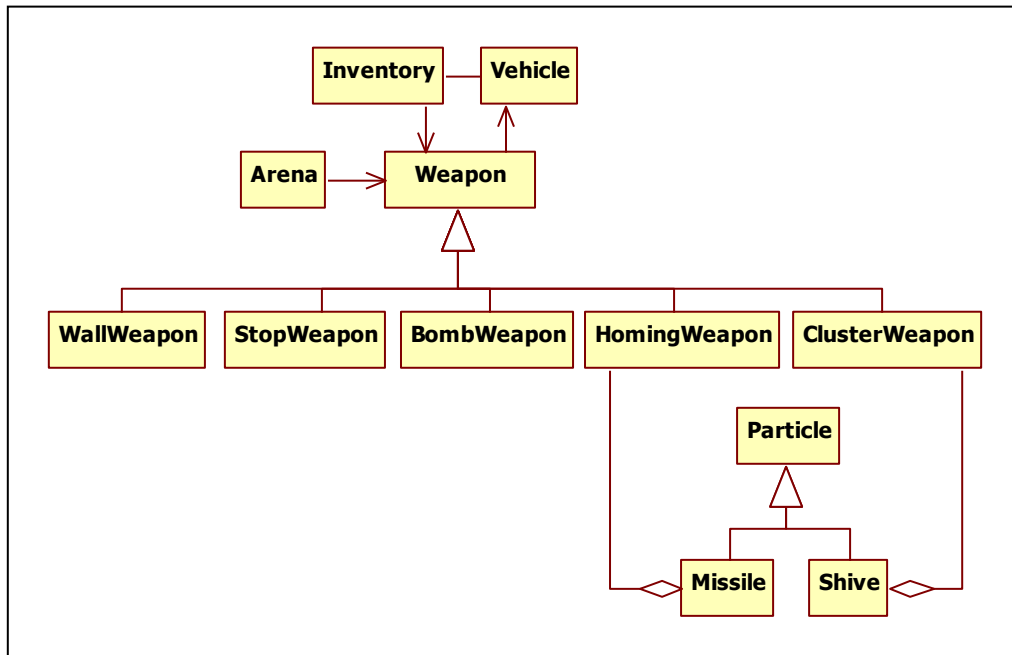 Inventory Vehicle
Arena Weapon
WallWeapon StopWeapon BombWeapon HomingWeapon ClusterWeapon
Particle
Missile Shive